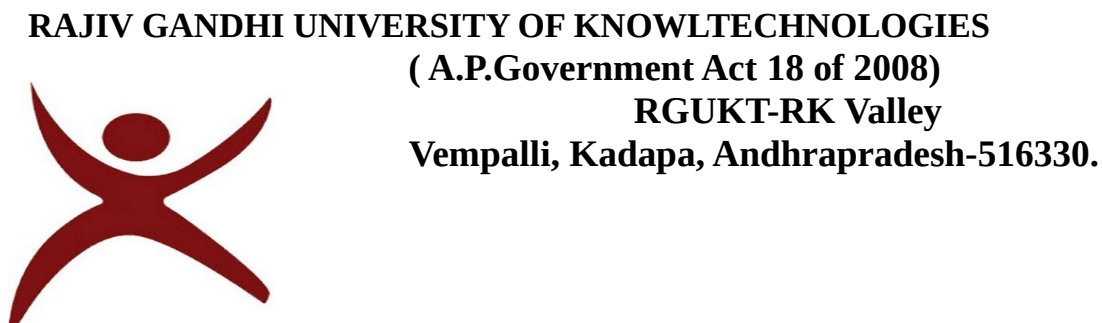 RAJIV GANDHI UNIVERSITY OF KNOWLTECHNOLOGIES
( A.P.Government Act 18 of 2008)
RGUKT-RK Valley
Vempalli, Kadapa, Andhrapradesh-516330.